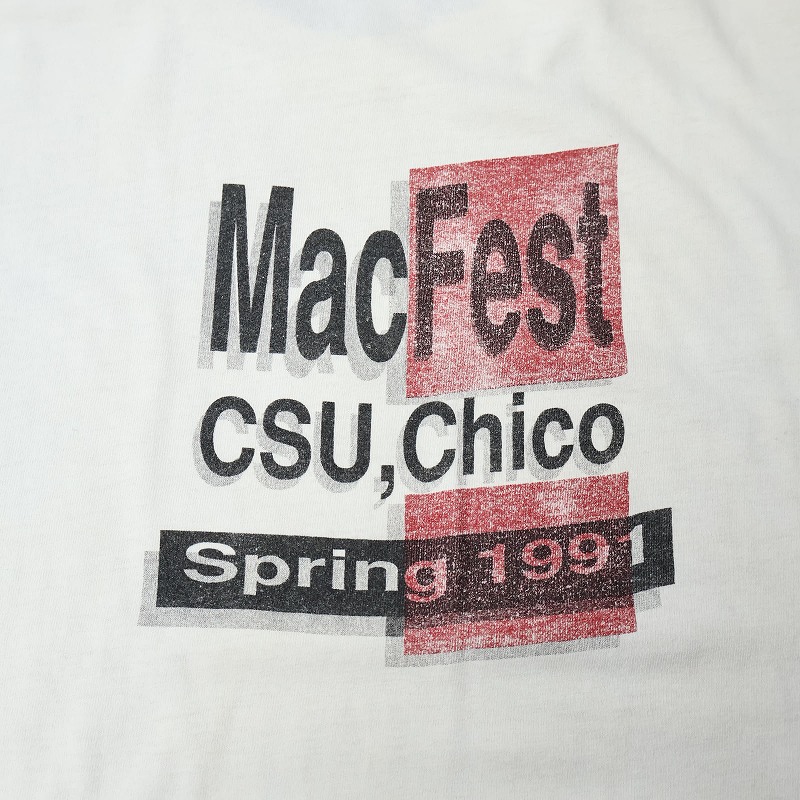 MacFest
CSU, Chico
Spring 1991